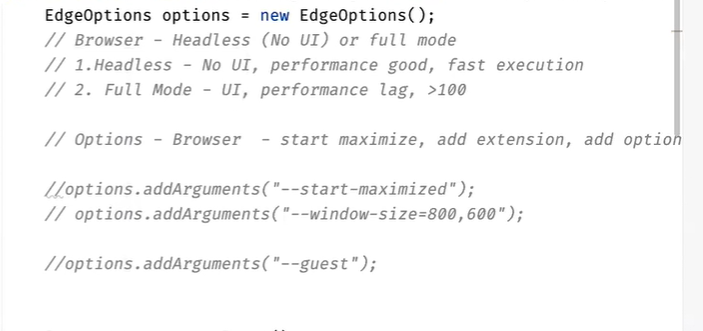 EdgeOptions options = new EdgeOptions();
// Browser - Headless (No UI) or full mode
// 1.Headless - No UI, performance good, fast execution
// 2. Full Mode - UI, performance lag, >100
// Options - Browser  - start maximize, add extension, add option
//options.addArguments("--start-maximized");
// options.addArguments("--window-size=800,600");
//options.addArguments("--guest");